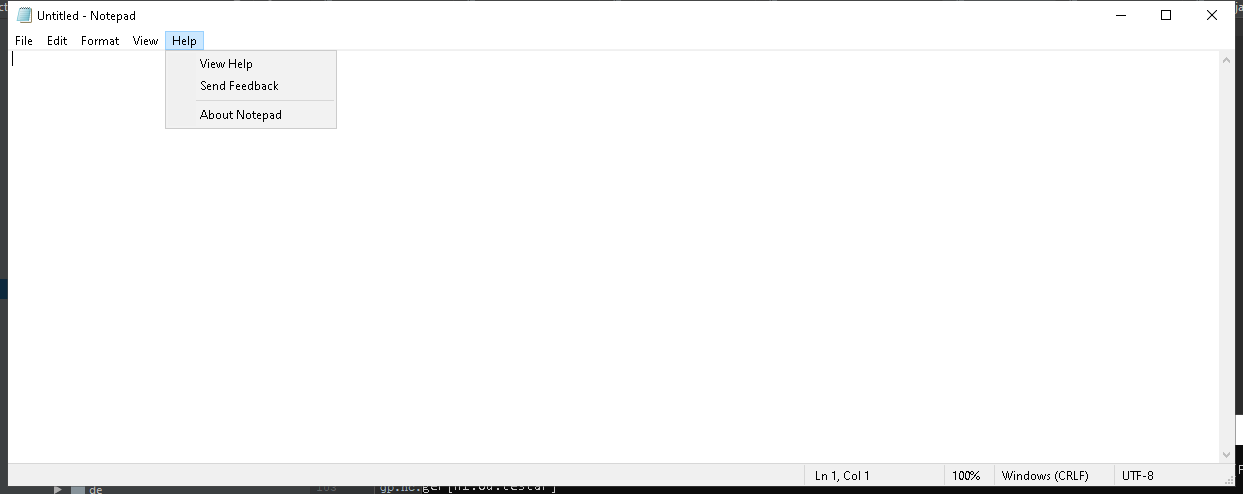 Untitled - Notepad
File Edit Format View Help
View Help
Send Feedback
About Notepad
Ln 1, Col 1 100% Windows (CRLF) UTF-8
de